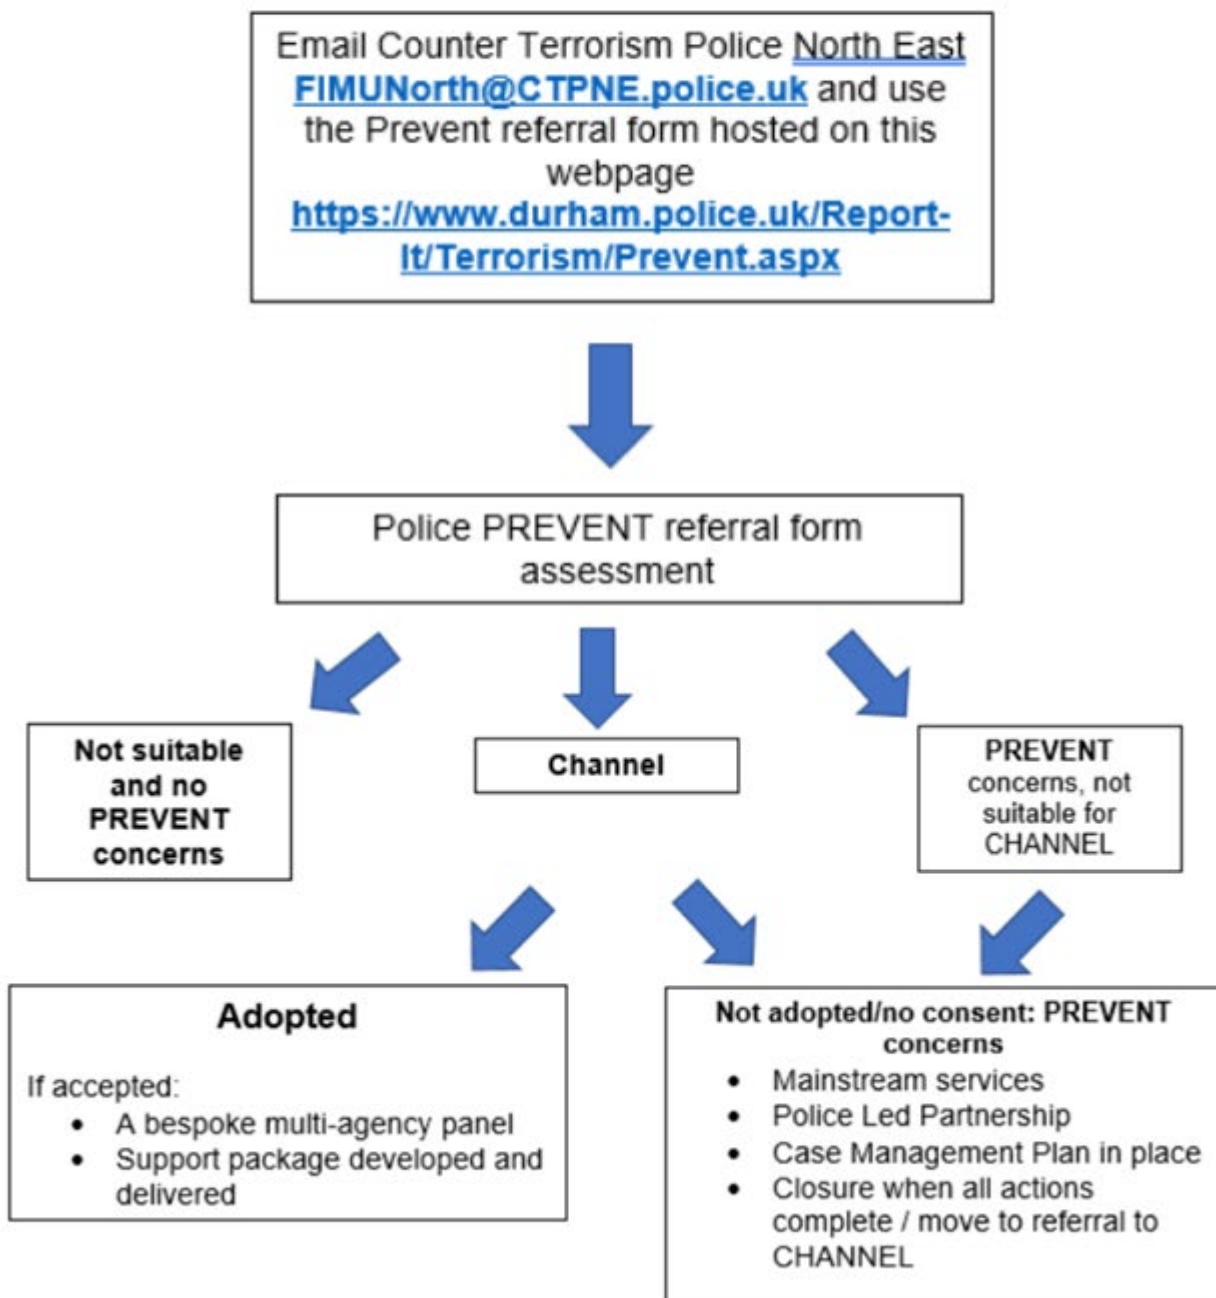 Email Counter Terrorism Police North East
FIMUNorth@CTPNE.police.uk and use
the Prevent referral form hosted on this
webpage
https://www.durham.police.uk/Report-
It/Terrorism/Prevent.aspx
Police PREVENT referral form
assessment
Not suitable
and no
PREVENT
concerns
Channel
PREVENT
concerns, not
suitable for
CHANNEL
Adopted
If accepted:
• A bespoke multi-agency panel
• Support package developed and
delivered
Not adopted/no consent: PREVENT
concerns
• Mainstream services
• Police Led Partnership
• Case Management Plan in place
• Closure when all actions
complete / move to referral to
CHANNEL